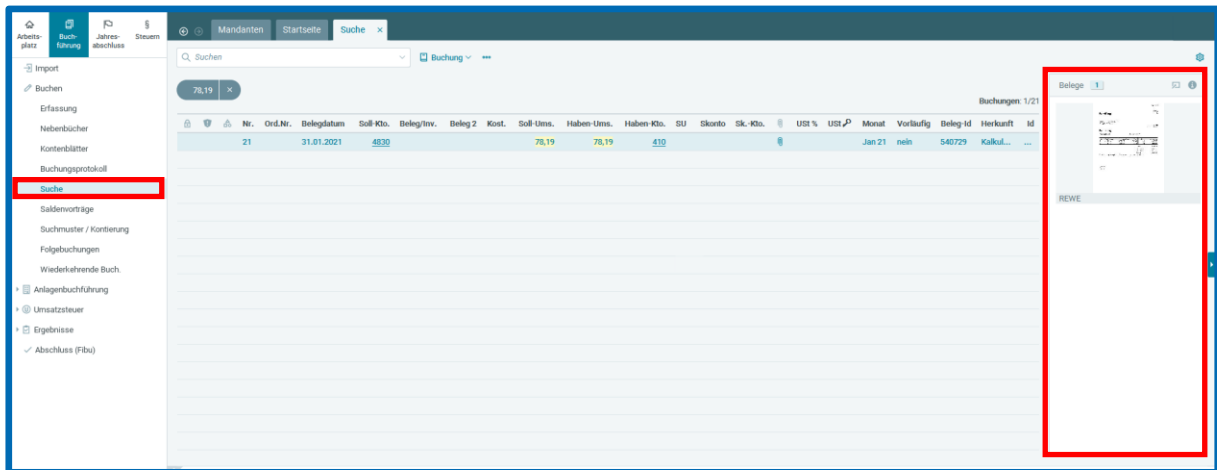 Arbeits-
platz
Buch-
führung
Jahres-
abschluss
§
Steuern
Mandanten
Startseite
Suche ×
Suchen
Buchung
•••
Import
Buchen
Erfassung
Nebenbücher
Kontenblätter
Buchungsprotokoll
Suche
Saldenvorträge
Suchmuster / Kontierung
Folgebuchungen
Wiederkehrende Buch.
Anlagenbuchführung
Umsatzsteuer
Ergebnisse
Abschluss (Fibu)
78,19 ×
Buchungen: 1/21
Nr. Ord.Nr. Belegdatum Soll-Kto. Beleg/Inv. Beleg 2 Kost. Soll-Ums. Haben-Ums. Haben-Kto. SU Skonto Sk.-Kto. USt % USt Monat Vorläufig Beleg-Id Herkunft Id
21 31.01.2021 4830 78,19 78,19 410 Jan 21 nein 540729 Kalkul... ...
Belege 1
REWE